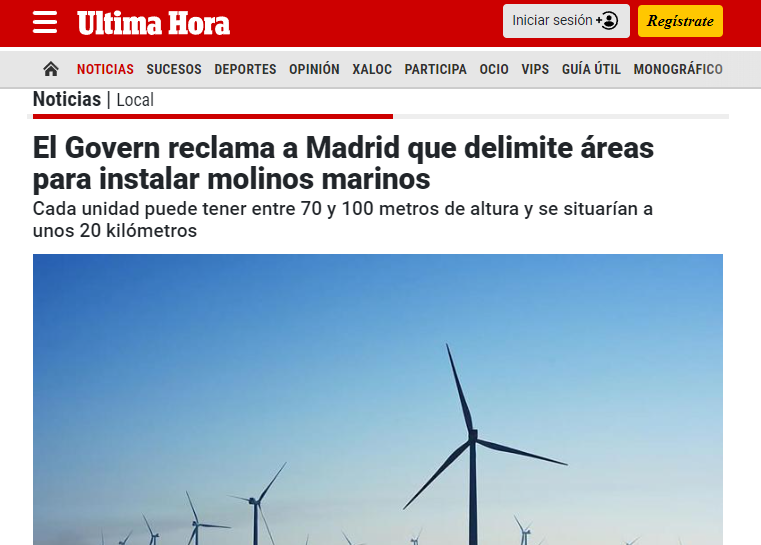 Ultima Hora
Iniciar sesión
Regístrate
NOTICIAS SUCESOS DEPORTES OPINIÓN XALOC PARTICIPA OCIO VIPS GUÍA ÚTIL MONOGRÁFICO
Noticias | Local
El Govern reclama a Madrid que delimite áreas
para instalar molinos marinos
Cada unidad puede tener entre 70 y 100 metros de altura y se situarían a
unos 20 kilómetros